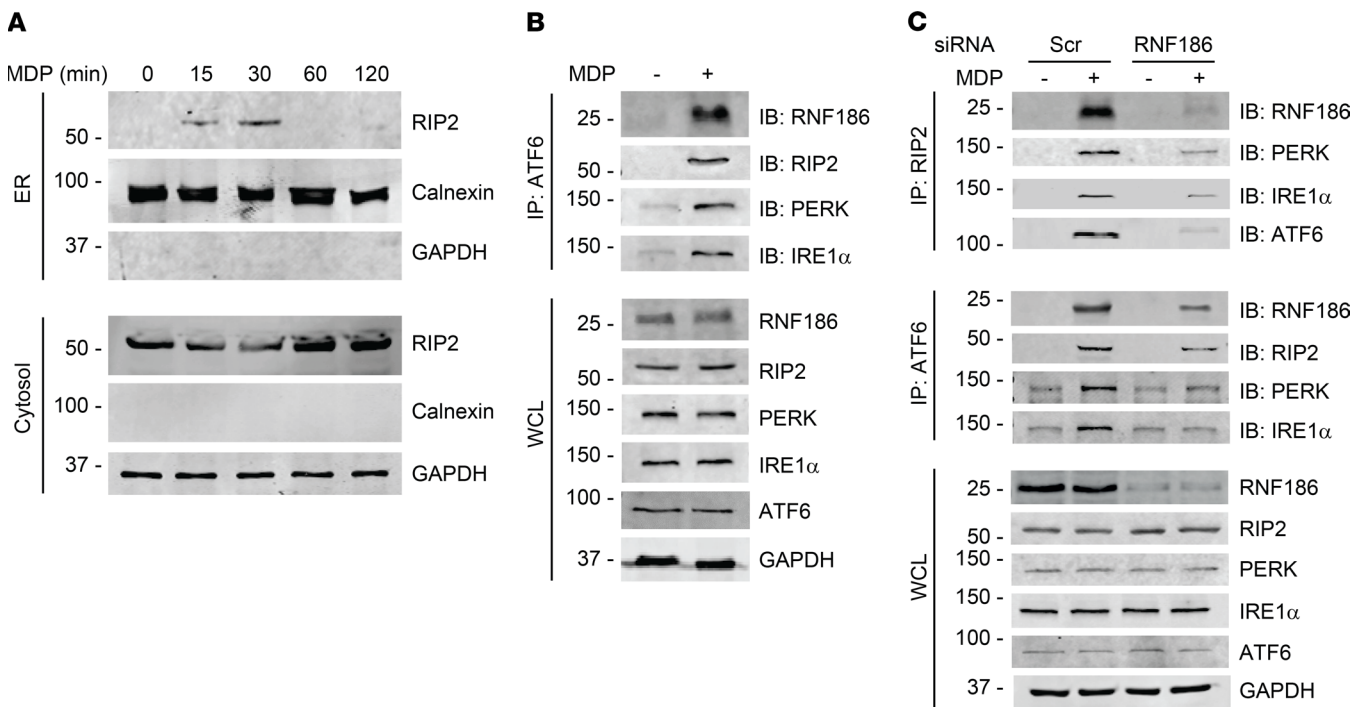 A
MDP (min) 0 15 30 60 120
ER
50 - RIP2
100 - Calnexin
37 - GAPDH
Cytosol
50 - RIP2
100 - Calnexin
37 - GAPDH
B
MDP - +
IP: ATF6
25 - IB: RNF186
50 - IB: RIP2
150 - IB: PERK
150 - IB: IRE1α
WCL
25 - RNF186
50 - RIP2
150 - PERK
150 - IRE1α
100 - ATF6
37 - GAPDH
C
siRNA Scr RNF186
MDP - + - +
IP: RIP2
25 - IB: RNF186
150 - IB: PERK
150 - IB: IRE1α
100 - IB: ATF6
IP: ATF6
25 - IB: RNF186
50 - IB: RIP2
150 - IB: PERK
150 - IB: IRE1α
WCL
25 - RNF186
50 - RIP2
150 - PERK
150 - IRE1α
100 - ATF6
37 - GAPDH